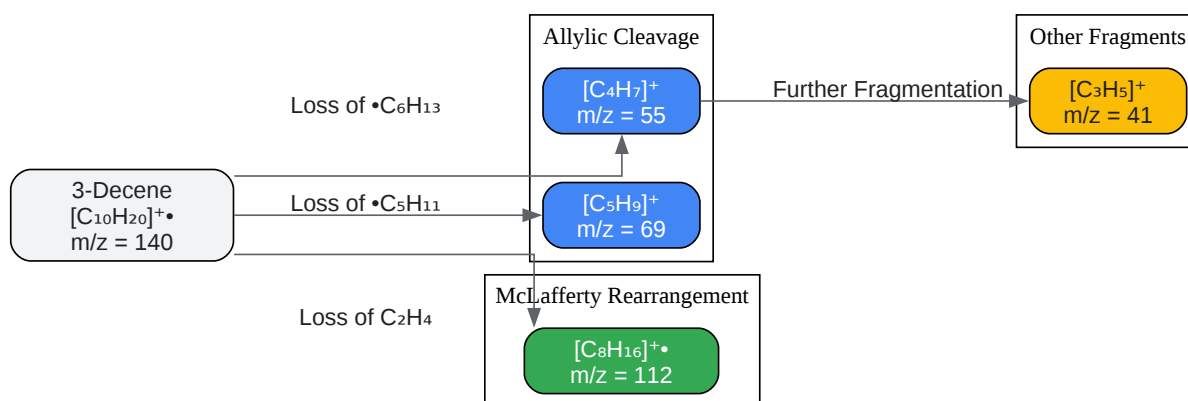 Allylic Cleavage
Other Fragments
[C₄H₇]⁺
m/z = 55
Further Fragmentation
[C₃H₅]⁺
m/z = 41
Loss of •C₆H₁₃
3-Decene
[C₁₀H₂₀]⁺•
m/z = 140
Loss of •C₅H₁₁
[C₅H₉]⁺
m/z = 69
McLafferty Rearrangement
Loss of C₂H₄
[C₈H₁₆]⁺•
m/z = 112